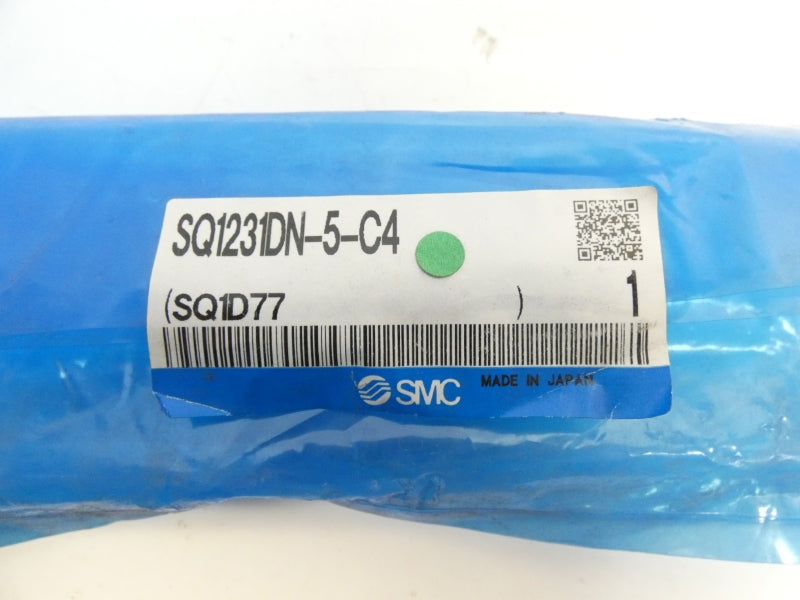 SQ1231DN-5-C4
(SQ1D77 ) 1
SMC MADE IN JAPAN